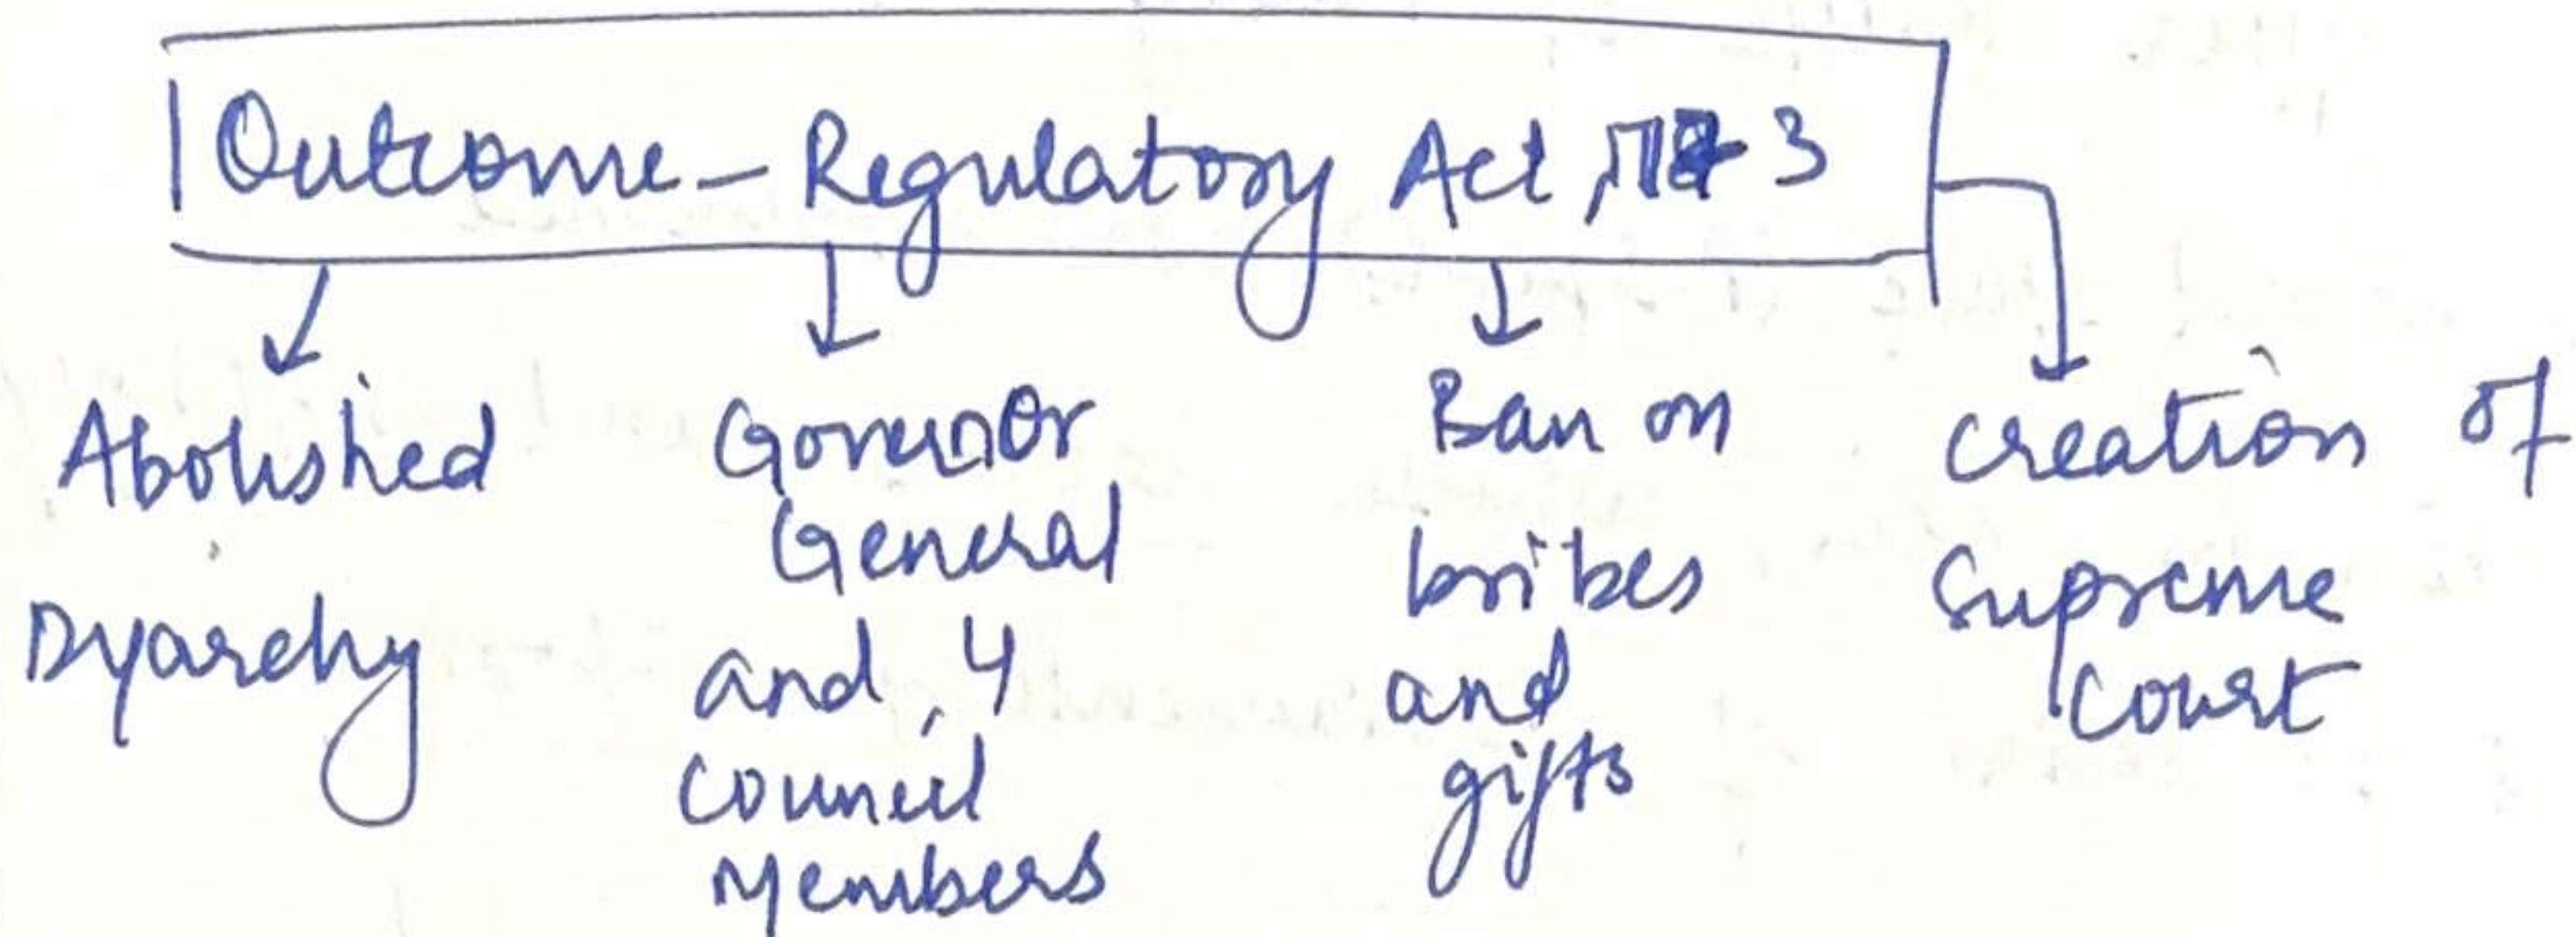 Outcome - Regulatory Act, 1773
Abolished
Dyarchy
Governor
General
and 4
Council
Members
Ban on
bribes
and
gifts
creation of
Supreme
Court